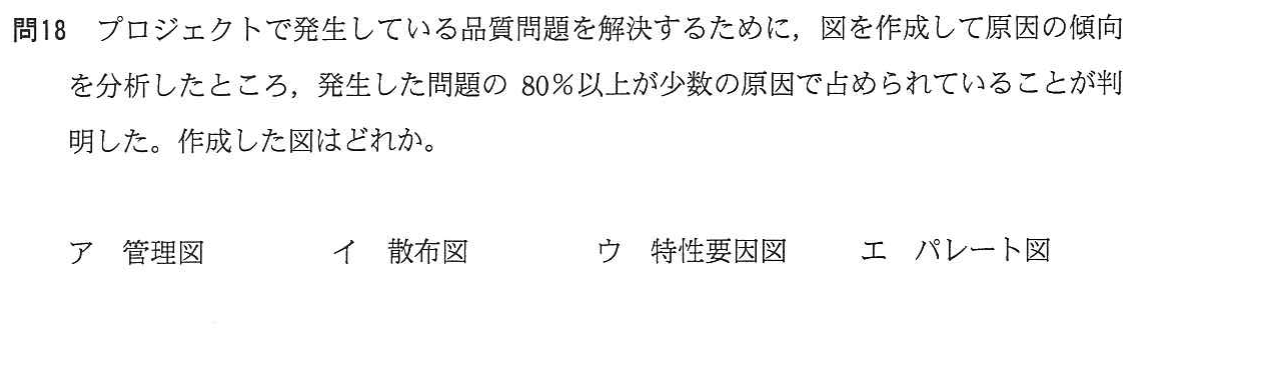 問18　プロジェクトで発生している品質問題を解決するために，図を作成して原因の傾向
を分析したところ，発生した問題の 80％以上が少数の原因で占められていることが判
明した。作成した図はどれか。
ア　管理図　　イ　散布図　　ウ　特性要因図　　エ　パレート図